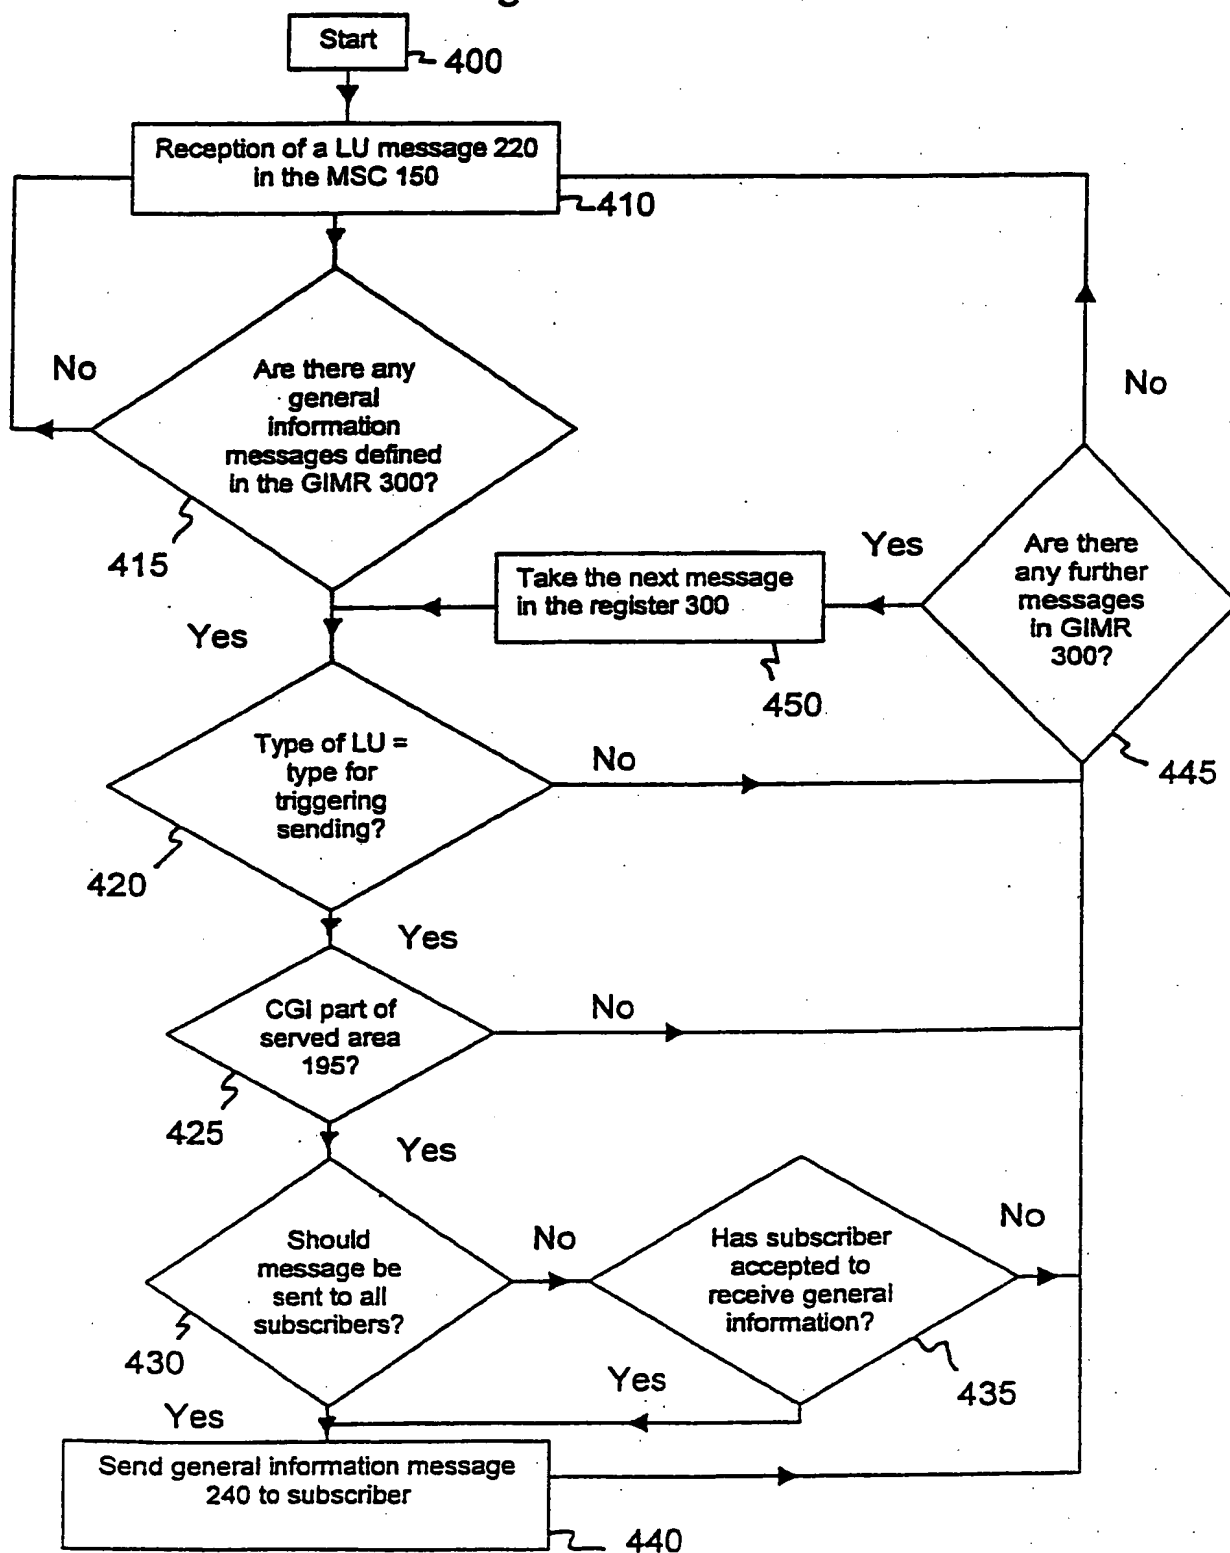 Start
400
Reception of a LU message 220
in the MSC 150
410
No
Are there any
general
information
messages defined
in the GIMR 300?
415
No
Yes
Are there
any further
messages
in GIMR
300?
445
Take the next message
in the register 300
450
Yes
Type of LU =
type for
triggering
sending?
No
420
Yes
CGI part of
served area
195?
No
425
Yes
Should
message be
sent to all
subscribers?
No
430
Has subscriber
accepted to
receive general
information?
No
435
Yes
Yes
Send general information message
240 to subscriber
440